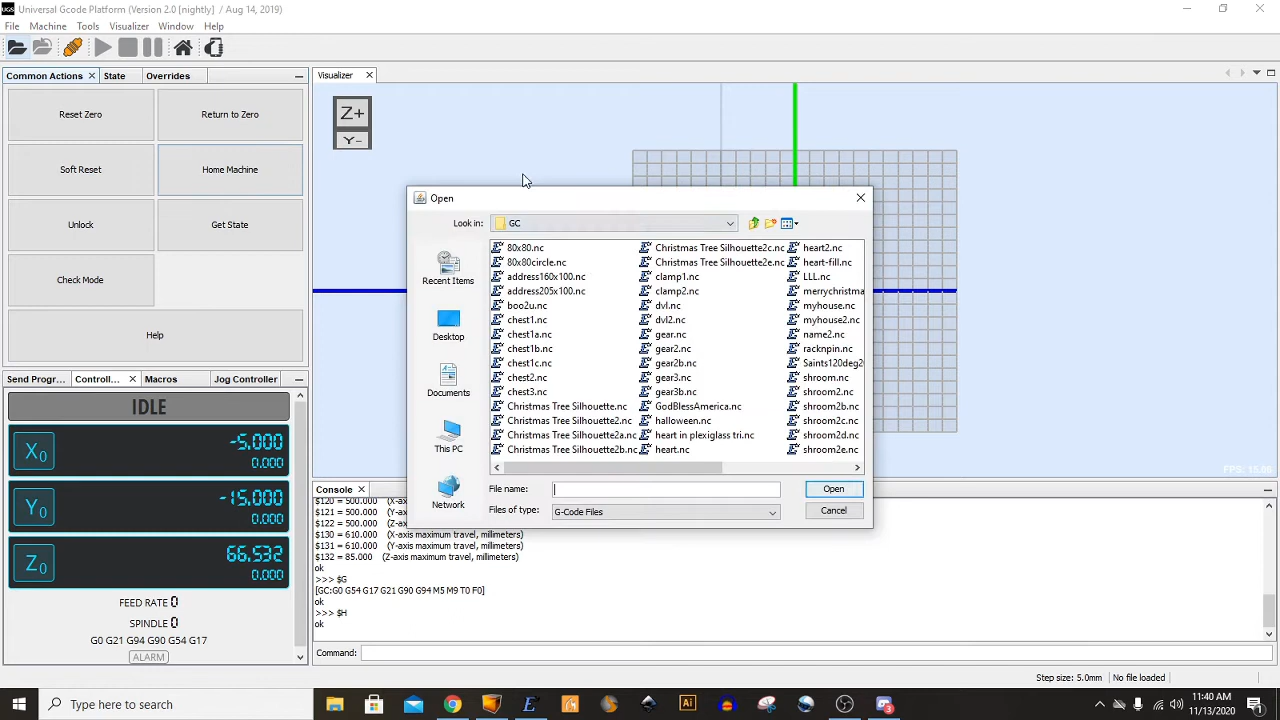 UGS Universal Gcode Platform (Version 2.0 [nightly] / Aug 14, 2019)
File Machine Tools Visualizer Window Help
Common Actions × State Overrides
Reset Zero Return to Zero
Soft Reset Home Machine
Unlock Get State
Check Mode
Help
Send Progr... Controll... × Macros Jog Controller
IDLE
X0 -5.000
0.000
Y0 -15.000
0.000
Z0 66.532
0.000
FEED RATE 0
SPINDLE 0
G0 G21 G94 G90 G54 G17
ALARM
Visualizer ×
Z+
Y-
FPS: 15.06
Open
Look in: GC
Recent Items
Desktop
Documents
This PC
Network
80x80.nc
80x80circle.nc
address160x100.nc
address205x100.nc
boo2u.nc
chest1.nc
chest1a.nc
chest1b.nc
chest1c.nc
chest2.nc
chest3.nc
Christmas Tree Silhouette.nc
Christmas Tree Silhouette2.nc
Christmas Tree Silhouette2a.nc
Christmas Tree Silhouette2b.nc
Christmas Tree Silhouette2c.nc
Christmas Tree Silhouette2e.nc
clamp1.nc
clamp2.nc
dvl.nc
dvl2.nc
gear.nc
gear2.nc
gear2b.nc
gear3.nc
gear3b.nc
GodBlessAmerica.nc
halloween.nc
heart in plexiglass tri.nc
heart.nc
heart2.nc
heart-fill.nc
LLL.nc
merrychristma
myhouse.nc
myhouse2.nc
name2.nc
racknpin.nc
Saints120deg2
shroom.nc
shroom2.nc
shroom2b.nc
shroom2c.nc
shroom2d.nc
shroom2e.nc
File name: Open
Files of type: G-Code Files Cancel
Console ×
$120 = 500.000 (X-ax
$121 = 500.000 (Y-ax
$122 = 500.000 (Z-ax
$130 = 610.000 (X-axis maximum travel, millimeters)
$131 = 610.000 (Y-axis maximum travel, millimeters)
$132 = 85.000 (Z-axis maximum travel, millimeters)
ok
>>> $G
[GC:G0 G54 G17 G21 G90 G94 M5 M9 T0 F0]
ok
>>> $H
ok
Command:
Step size: 5.0mm No file loaded
Type here to search
Ai
3
11:40 AM
11/13/2020